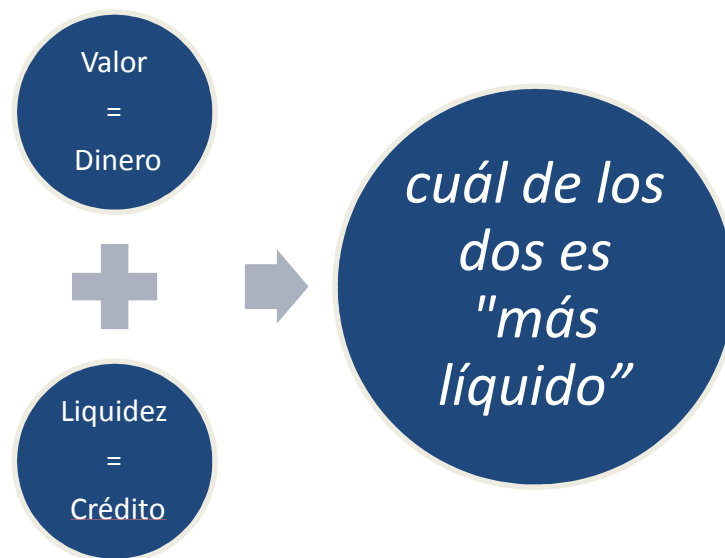 Valor
=
Dinero
Liquidez
=
Crédito
cuál de los
dos es
"más
líquido”